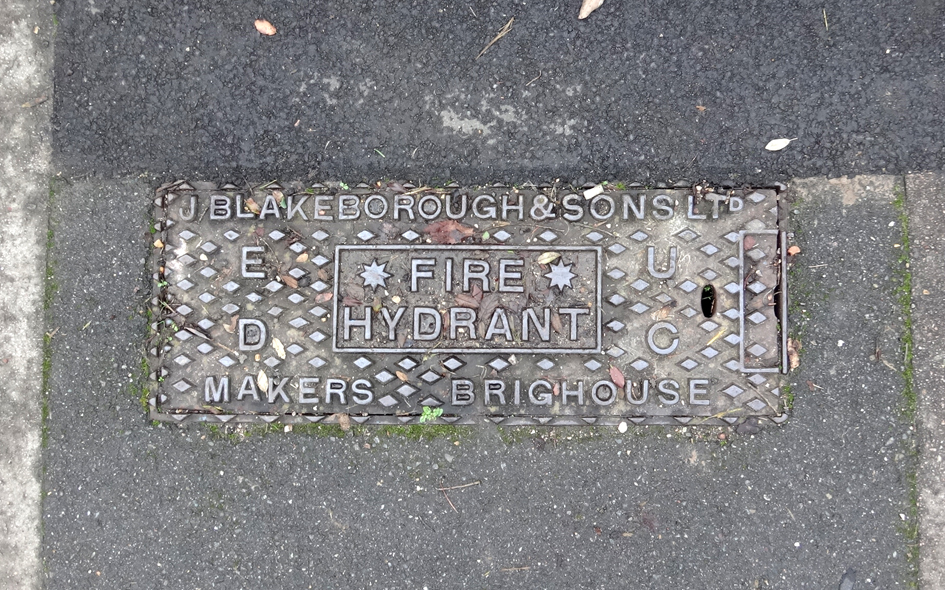 J. BLAKEBOROUGH & SONS LTD
E U
FIRE
HYDRANT
D C
MAKERS BRIGHOUSE